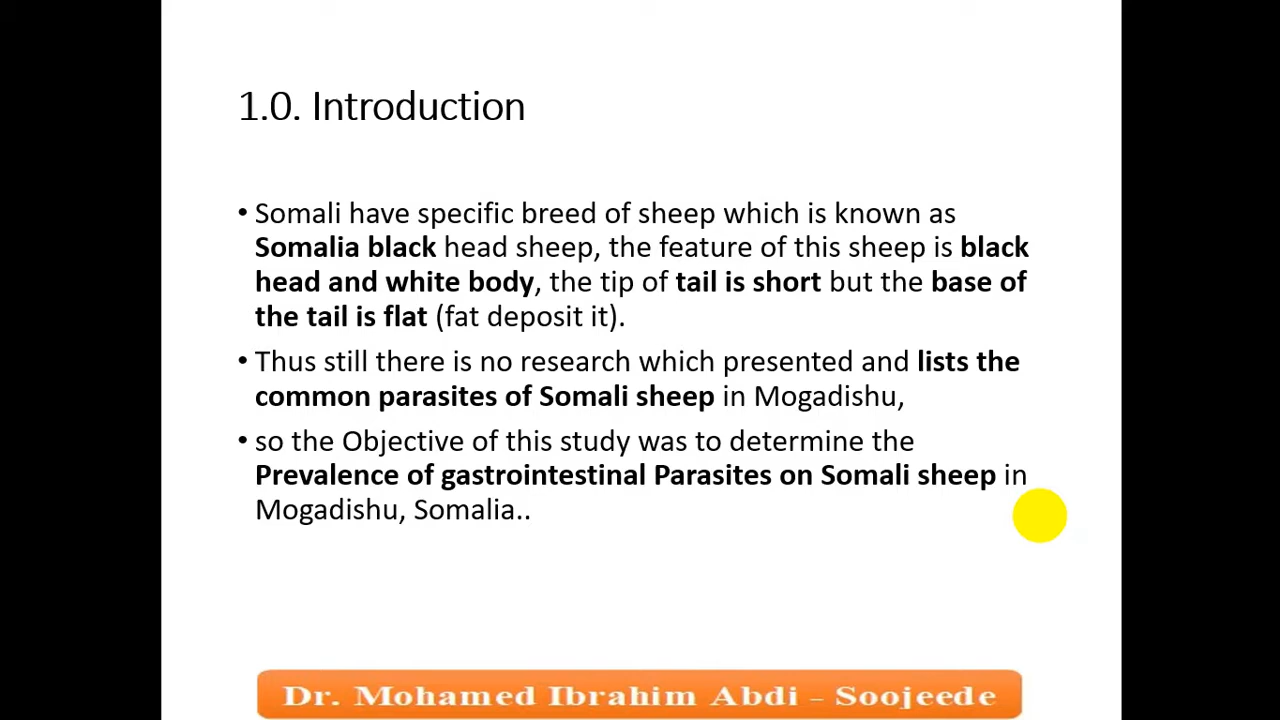 1.0. Introduction
• Somali have specific breed of sheep which is known as
Somalia black head sheep, the feature of this sheep is black
head and white body, the tip of tail is short but the base of
the tail is flat (fat deposit it).
• Thus still there is no research which presented and lists the
common parasites of Somali sheep in Mogadishu,
• so the Objective of this study was to determine the
Prevalence of gastrointestinal Parasites on Somali sheep in
Mogadishu, Somalia..
Dr. Mohamed Ibrahim Abdi - Soojeede